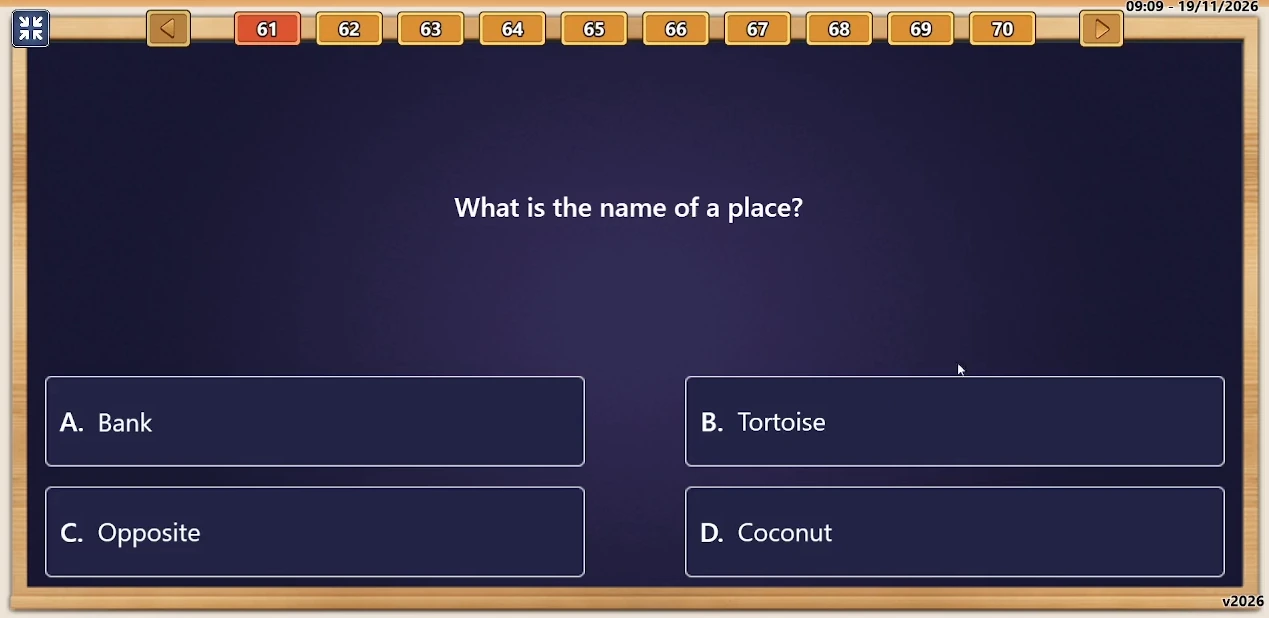 09:09 - 19/11/2026
61 62 63 64 65 66 67 68 69 70
What is the name of a place?
A. Bank
B. Tortoise
C. Opposite
D. Coconut
v2026